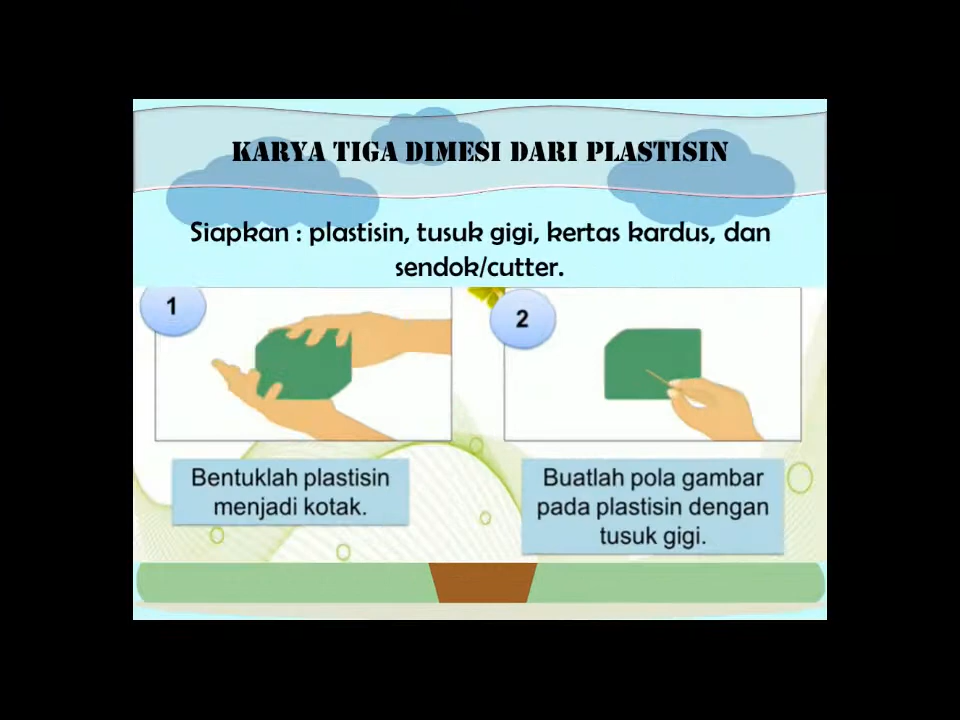 KARYA TIGA DIMESI DARI PLASTISIN
Siapkan : plastisin, tusuk gigi, kertas kardus, dan
sendok/cutter.
1
2
Bentuklah plastisin
menjadi kotak.
Buatlah pola gambar
pada plastisin dengan
tusuk gigi.